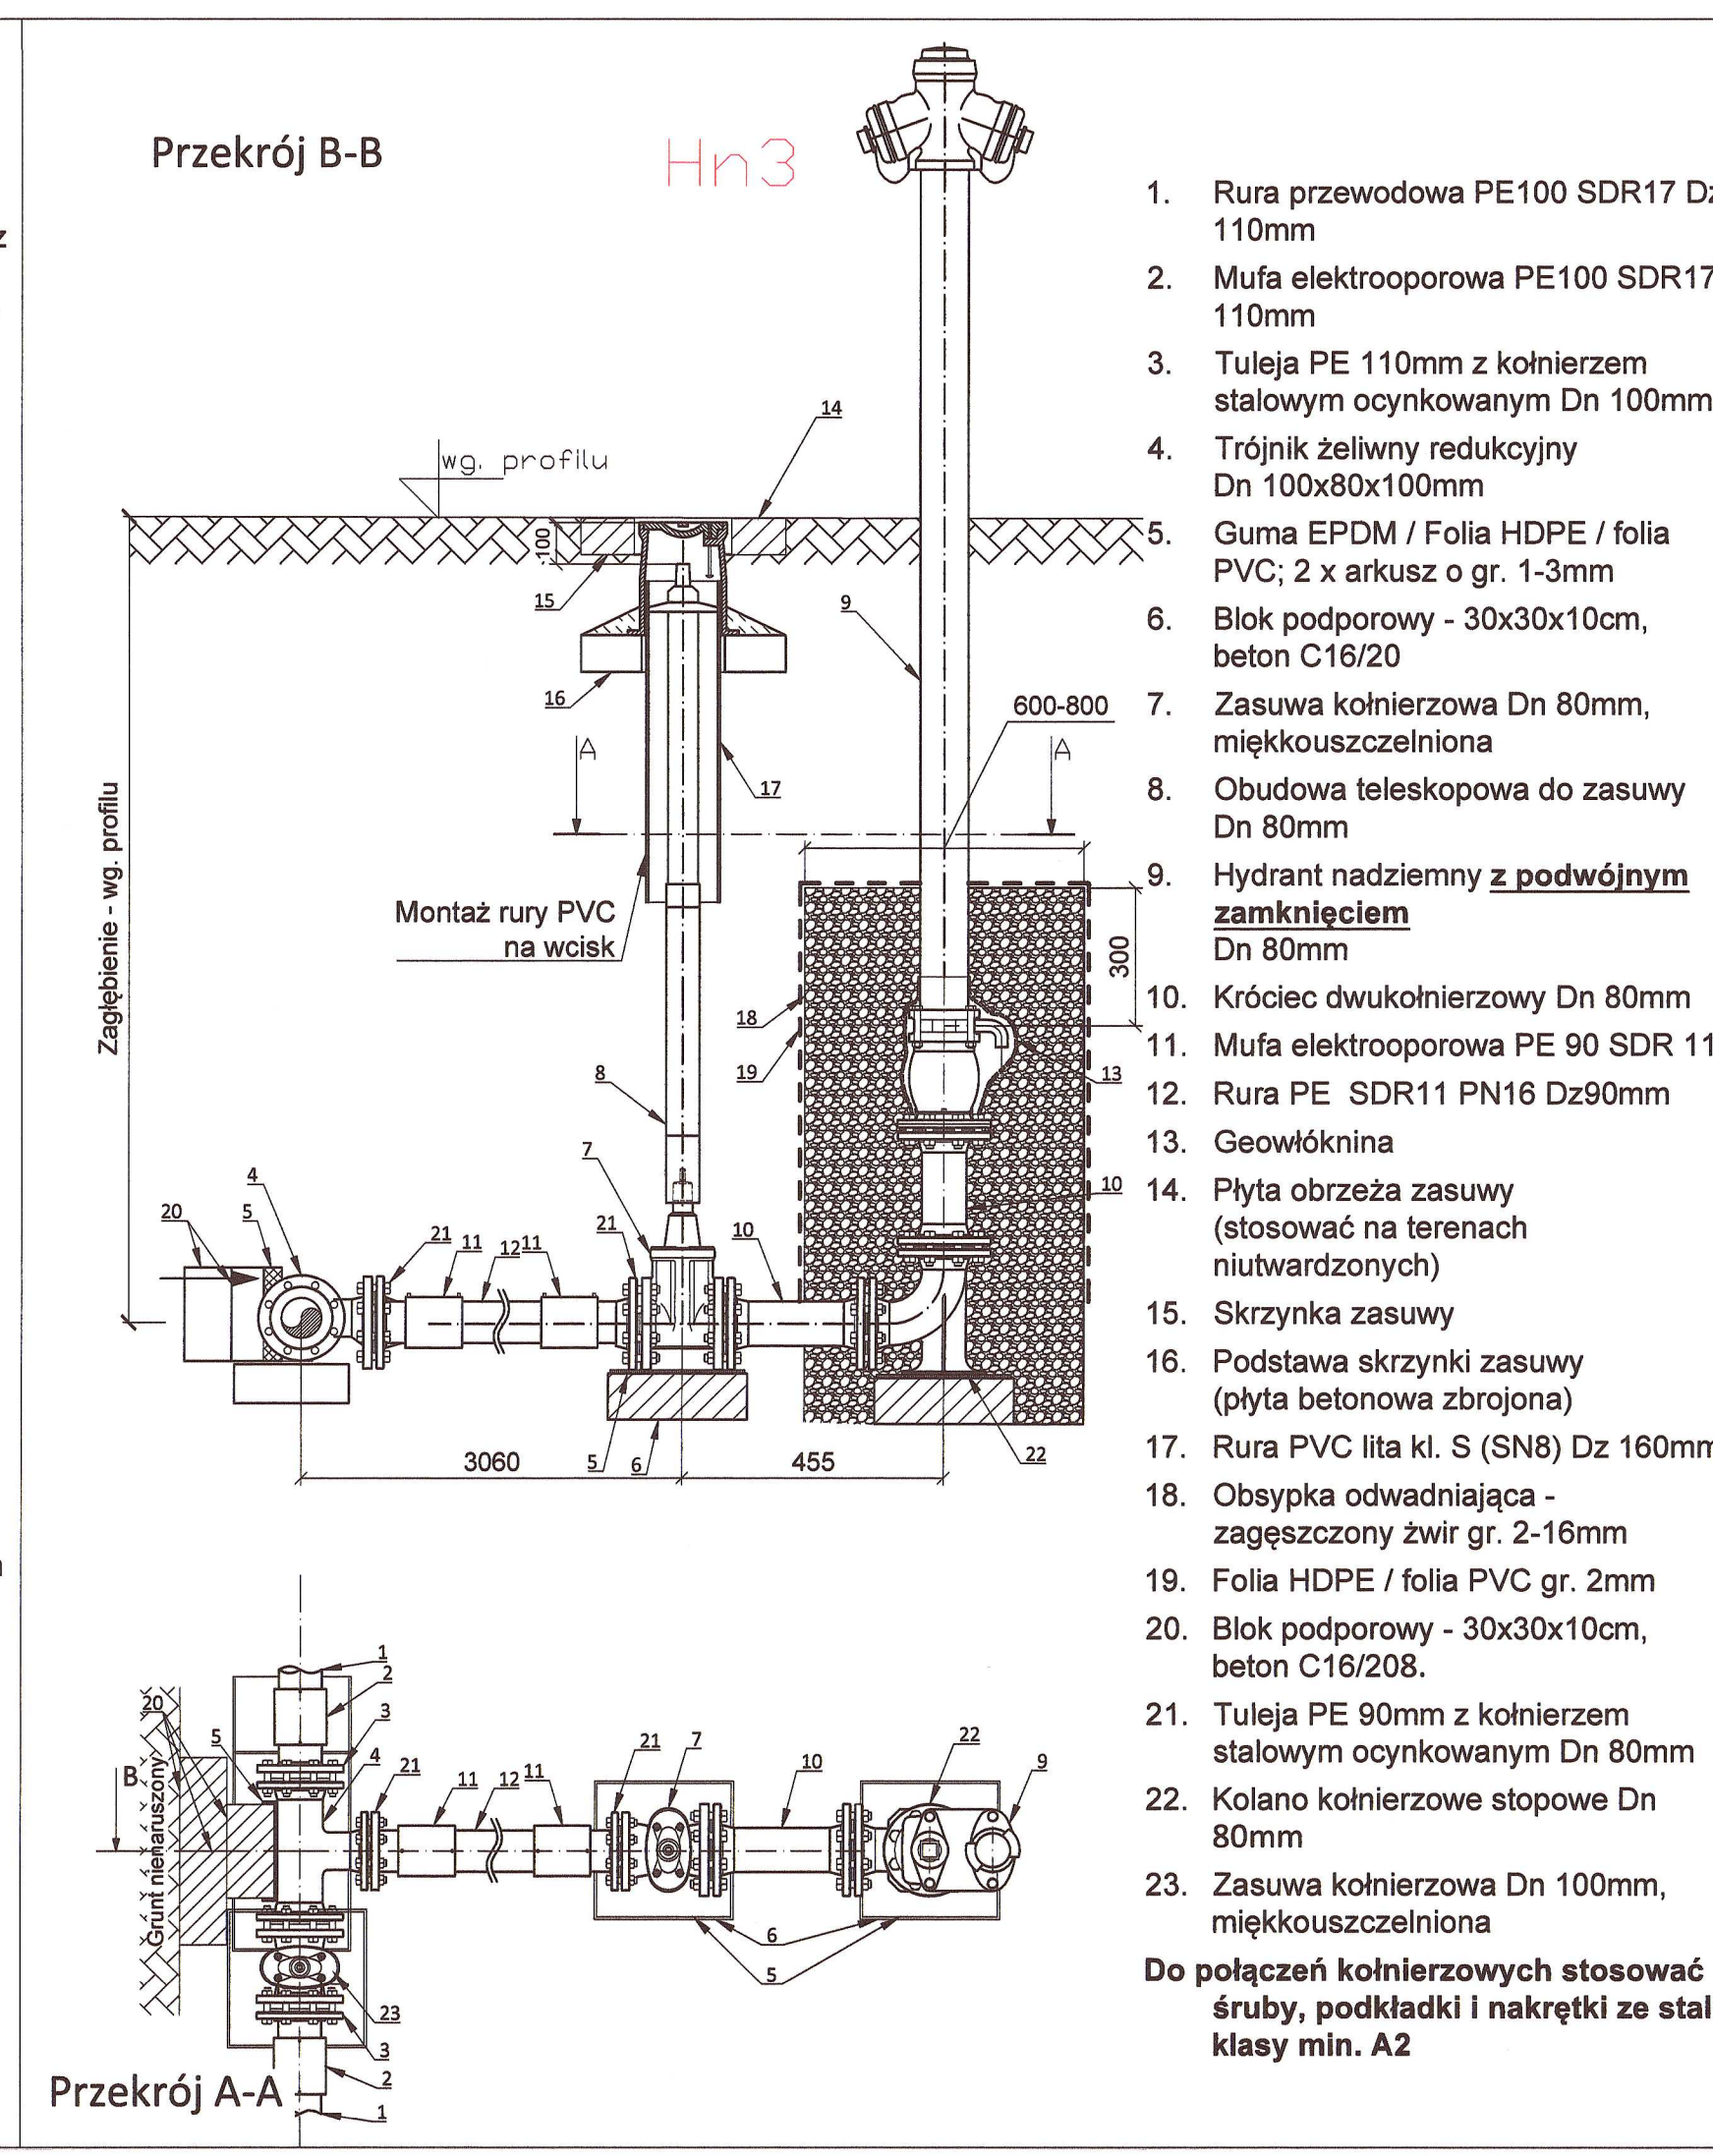 z
Przekrój B-B
Hn3
wg. profilu
14
100
15
9
16
600-800
A
A
17
Zagłębienie - wg. profilu
Montaż rury PVC
na wcisk
300
18
19
13
8
7
4
20
5
21
11
12
11
21
10
10
3060
5
6
455
22
1
2
20
3
5
4
21
11
12
11
21
7
10
22
9
B
Grunt nienaruszony
6
5
23
3
2
1
Przekrój A-A
1. Rura przewodowa PE100 SDR17 Dz
110mm
2. Mufa elektrooporowa PE100 SDR17
110mm
3. Tuleja PE 110mm z kołnierzem
stalowym ocynkowanym Dn 100mm
4. Trójnik żeliwny redukcyjny
Dn 100x80x100mm
5. Guma EPDM / Folia HDPE / folia
PVC; 2 x arkusz o gr. 1-3mm
6. Blok podporowy - 30x30x10cm,
beton C16/20
7. Zasuwa kołnierzowa Dn 80mm,
miękkouszczelniona
8. Obudowa teleskopowa do zasuwy
Dn 80mm
9. Hydrant nadziemny z podwójnym
zamknięciem
Dn 80mm
10. Króciec dwukołnierzowy Dn 80mm
11. Mufa elektrooporowa PE 90 SDR 11
12. Rura PE SDR11 PN16 Dz90mm
13. Geowłóknina
14. Płyta obrzeża zasuwy
(stosować na terenach
niutwardzonych)
15. Skrzynka zasuwy
16. Podstawa skrzynki zasuwy
(płyta betonowa zbrojona)
17. Rura PVC lita kl. S (SN8) Dz 160mm
18. Obsypka odwadniająca -
zagęszczony żwir gr. 2-16mm
19. Folia HDPE / folia PVC gr. 2mm
20. Blok podporowy - 30x30x10cm,
beton C16/208.
21. Tuleja PE 90mm z kołnierzem
stalowym ocynkowanym Dn 80mm
22. Kolano kołnierzowe stopowe Dn
80mm
23. Zasuwa kołnierzowa Dn 100mm,
miękkouszczelniona
Do połączeń kołnierzowych stosować
śruby, podkładki i nakrętki ze stal
klasy min. A2